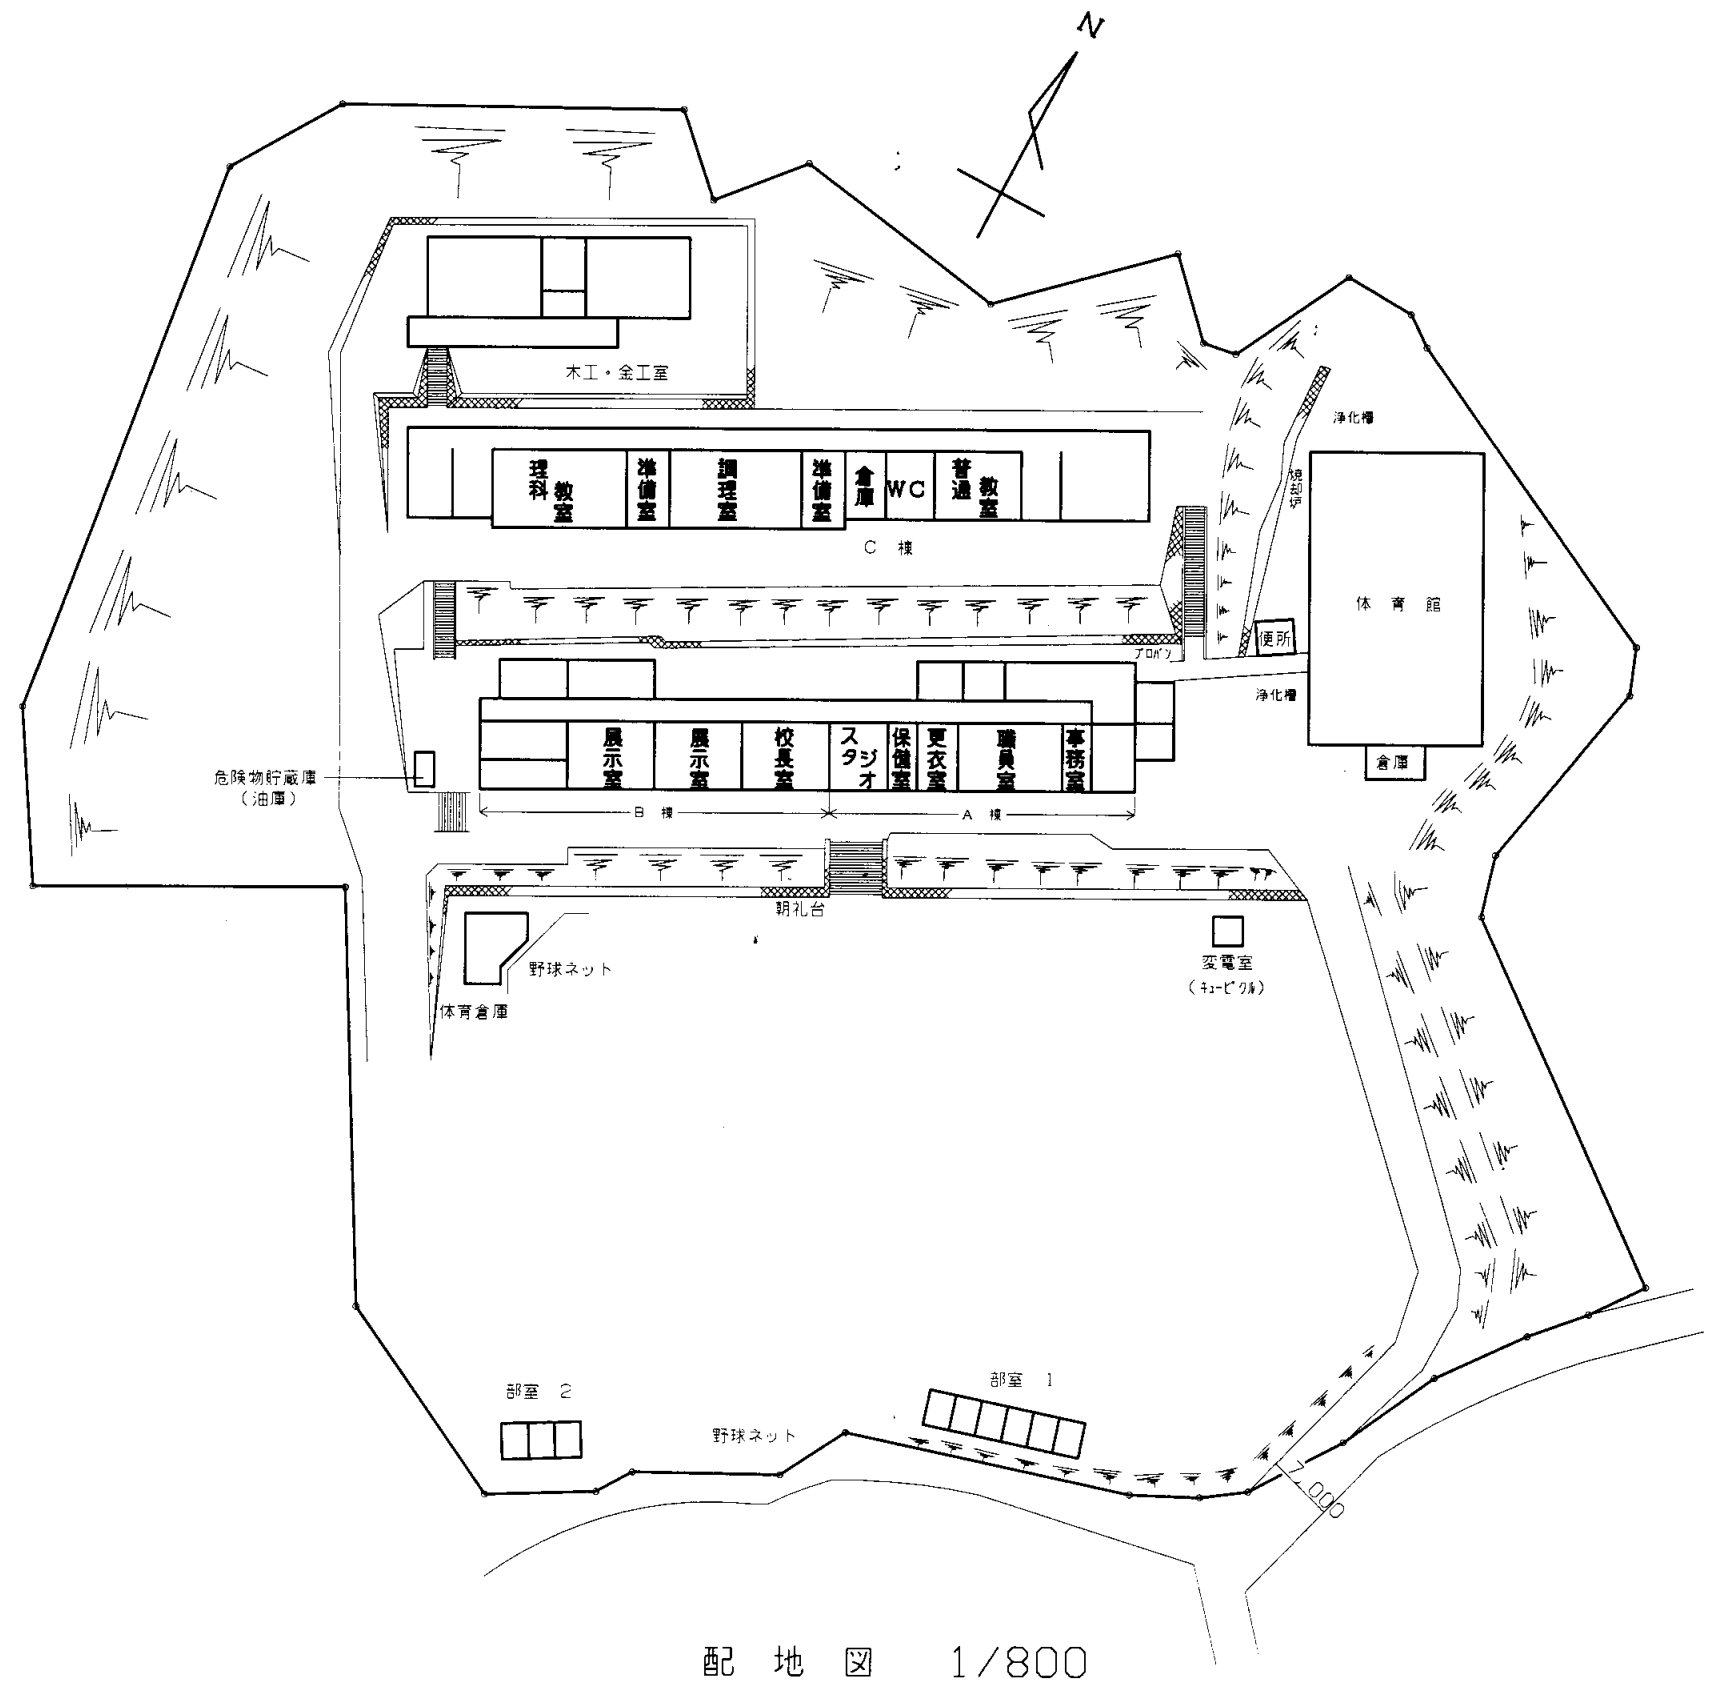 N
木工・金工室
浄化槽
焼却炉
理科教室
準備室
調理室
準備室
倉庫
WC
普通教室
C 棟
体 育 館
便所
プロパン
浄化槽
倉庫
展示室
展示室
校長室
スタジオ
保健室
更衣室
職員室
事務室
危険物貯蔵庫
(油庫)
B 棟
A 棟
朝礼台
野球ネット
体育倉庫
変電室
(キュービクル)
部室 2
部室 1
野球ネット
7,000
配 地 図 1/800